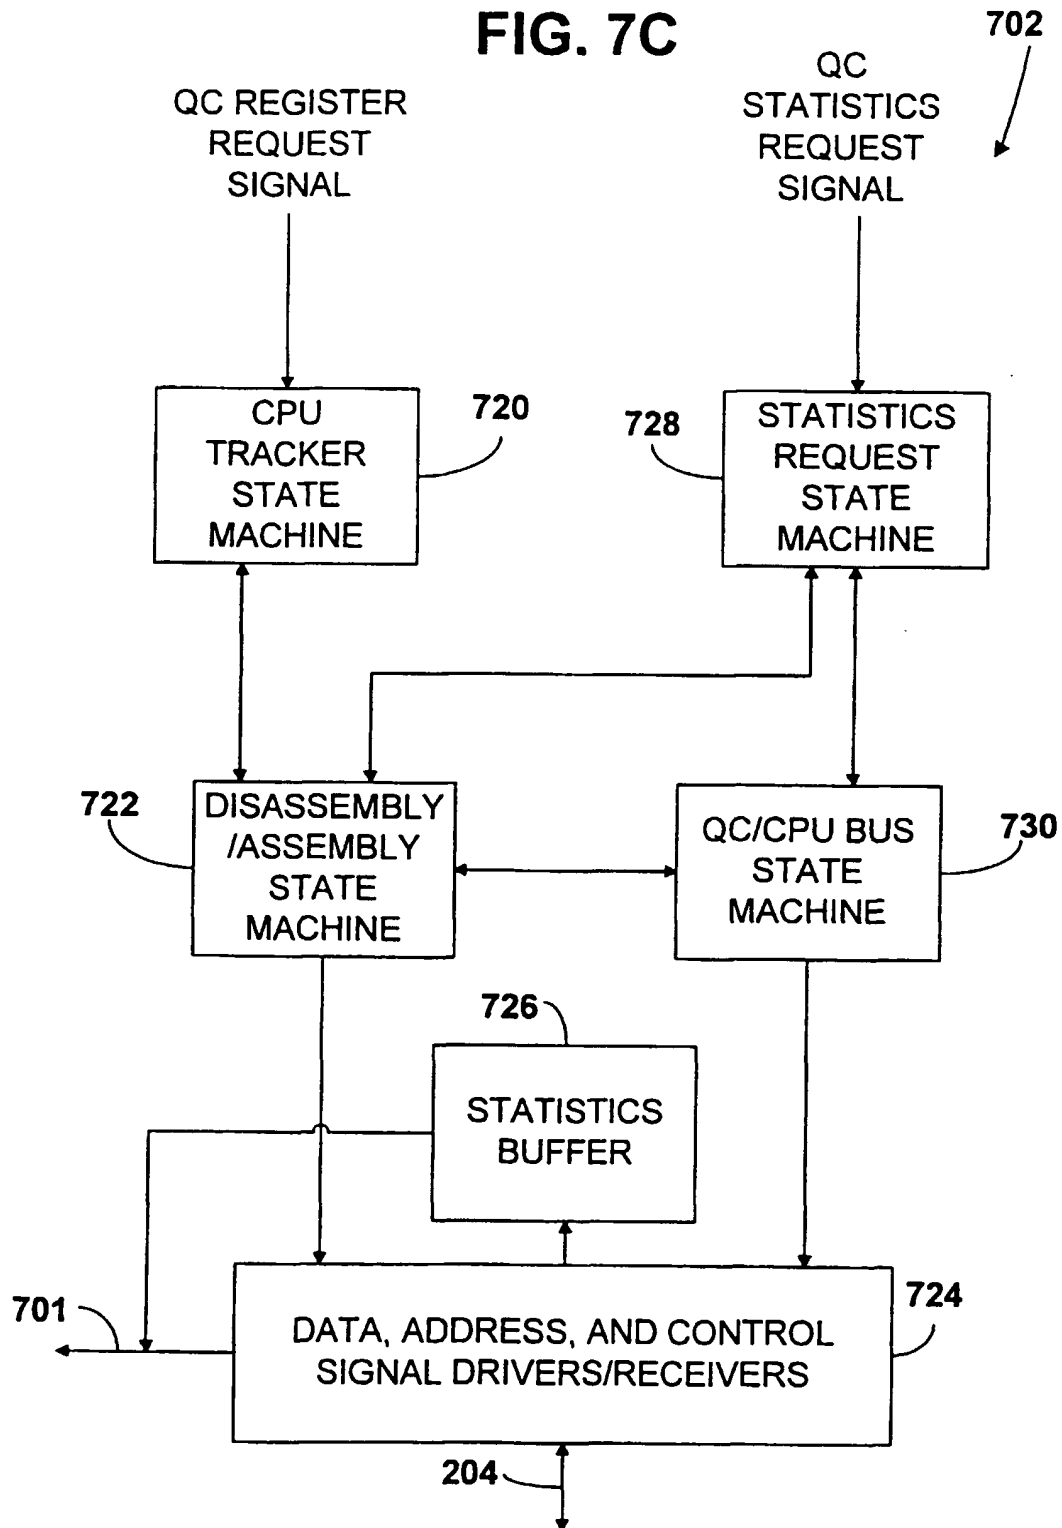 FIG. 7C
702
QC REGISTER
REQUEST
SIGNAL
QC
STATISTICS
REQUEST
SIGNAL
CPU
TRACKER
STATE
MACHINE
720
728
STATISTICS
REQUEST
STATE
MACHINE
722
DISASSEMBLY
/ASSEMBLY
STATE
MACHINE
QC/CPU BUS
STATE
MACHINE
730
726
STATISTICS
BUFFER
701
DATA, ADDRESS, AND CONTROL
SIGNAL DRIVERS/RECEIVERS
724
204